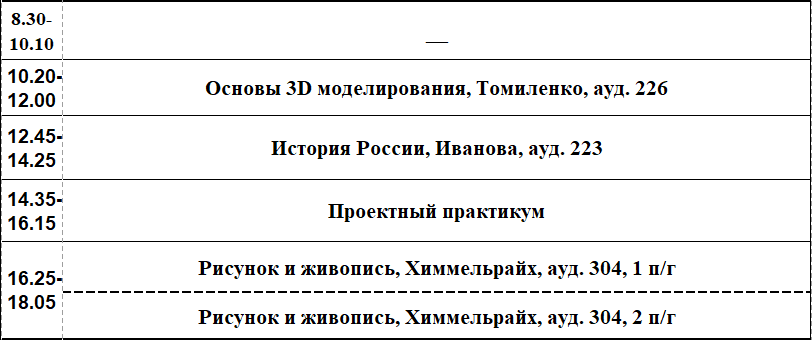 8.30-
10.10
—
10.20-
12.00
Основы 3D моделирования, Томиленко, ауд. 226
12.45-
14.25
История России, Иванова, ауд. 223
14.35-
16.15
Проектный практикум
16.25-
18.05
Рисунок и живопись, Химмельрайх, ауд. 304, 1 п/г
Рисунок и живопись, Химмельрайх, ауд. 304, 2 п/г